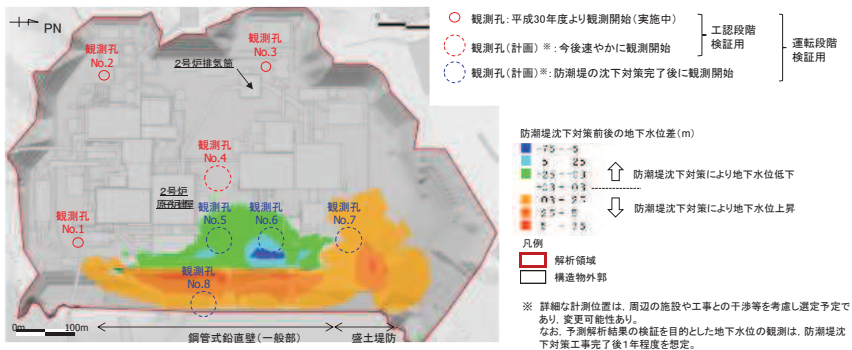 PN
観測孔
No.2
観測孔
No.3
2号炉排気筒
観測孔
No.4
2号炉
観測孔
No.1
観測孔
No.5
観測孔
No.6
観測孔
No.7
観測孔
No.8
0m 100m
鋼管式鉛直壁(一般部) 盛土堤防
観測孔:平成30年度より観測開始(実施中)
観測孔(計画)※:今後速やかに観測開始
観測孔(計画)※:防潮堤の沈下対策完了後に観測開始
工認段階
検証用
運転段階
検証用
防潮堤沈下対策前後の地下水位差(m)
防潮堤沈下対策により地下水位低下
防潮堤沈下対策により地下水位上昇
凡例
解析領域
構造物外郭
※ 詳細な計測位置は,周辺の施設や工事との干渉等を考慮し選定予定で
あり,変更可能性あり。
なお,予測解析結果の検証を目的とした地下水位の観測は,防潮堤沈
下対策工事完了後1年程度を想定。